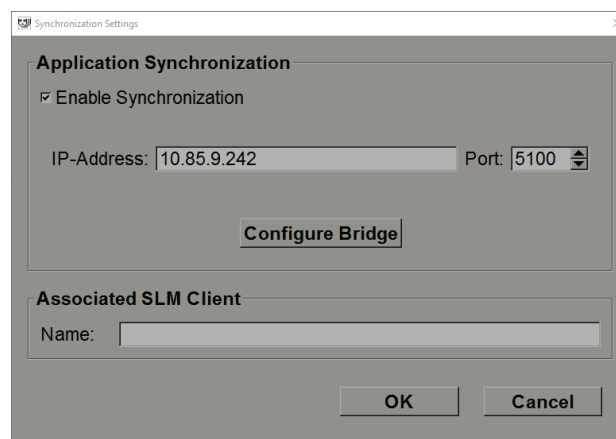 Synchronization Settings
Application Synchronization
Enable Synchronization
IP-Address: 10.85.9.242 Port: 5100
Configure Bridge
Associated SLM Client
Name:
OK Cancel